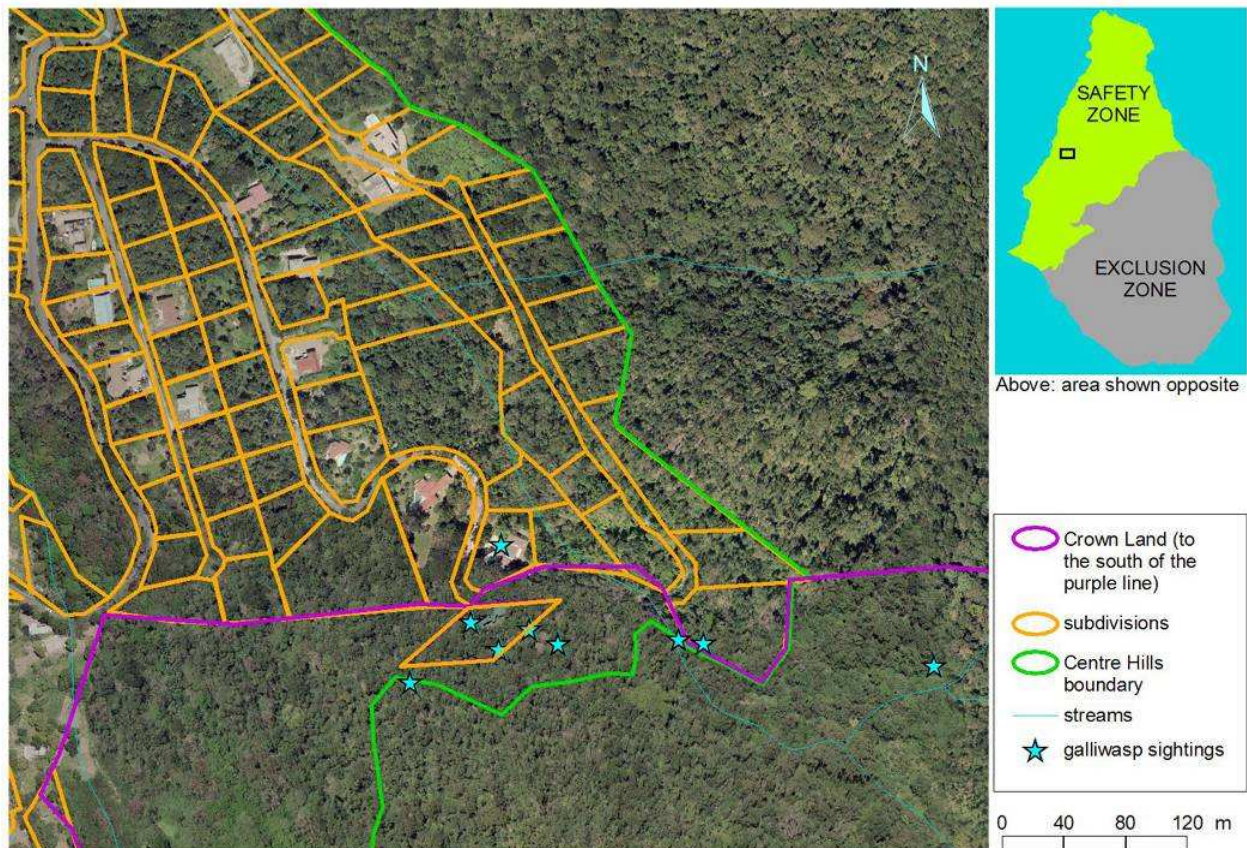 N
SAFETY
ZONE
EXCLUSION
ZONE
Above: area shown opposite
Crown Land (to
the south of the
purple line)
subdivisions
Centre Hills
boundary
streams
galliwasp sightings
0 40 80 120 m